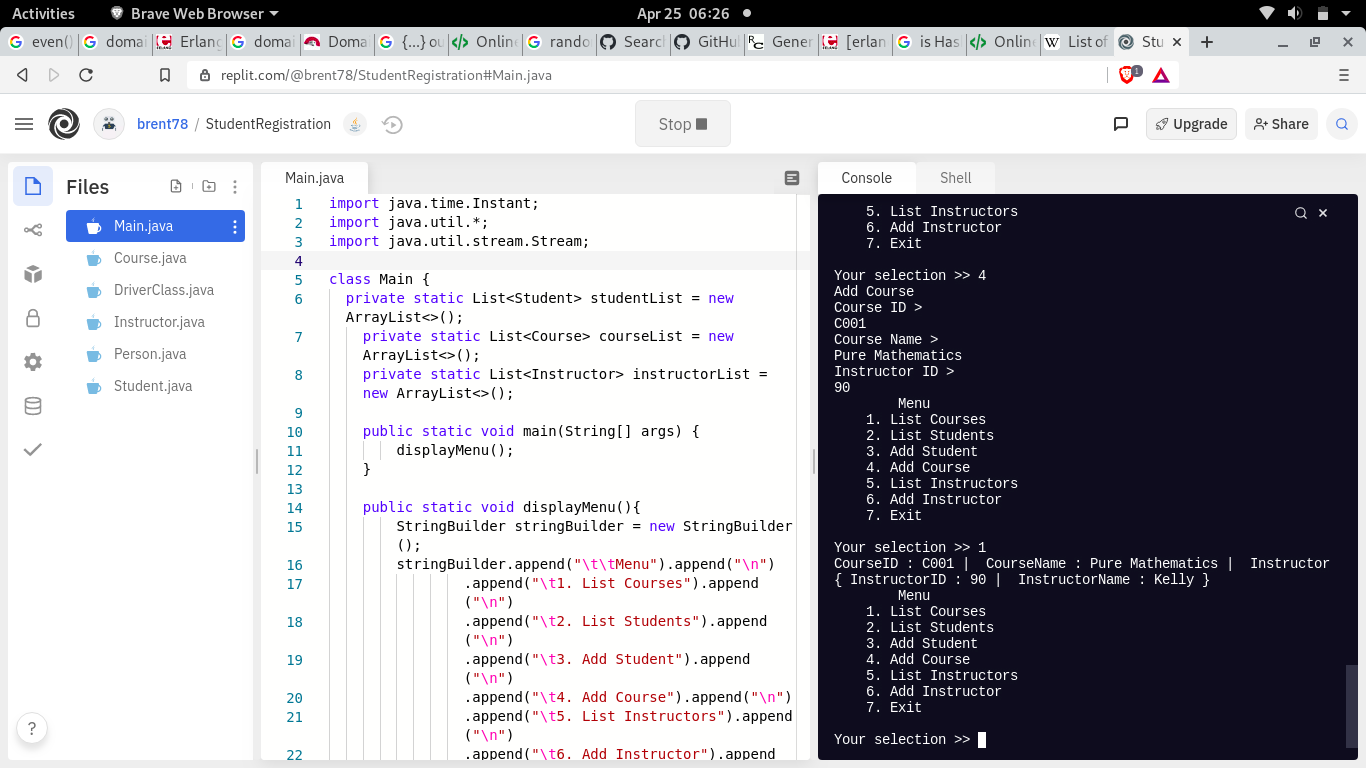 Activities Brave Web Browser Apr 25 06:26
even() domai Erlang domai Doma {...} ou Online rando Search GitHub Gener [erlan is Has Online List of Stu
replit.com/@brent78/StudentRegistration#Main.java 1
brent78 / StudentRegistration Stop Upgrade Share
Files
Main.java
Course.java
DriverClass.java
Instructor.java
Person.java
Student.java
?
Main.java
1 import java.time.Instant;
2 import java.util.*;
3 import java.util.stream.Stream;
4
5 class Main {
6 private static List<Student> studentList = new
ArrayList<>();
7 private static List<Course> courseList = new
ArrayList<>();
8 private static List<Instructor> instructorList =
new ArrayList<>();
9
10 public static void main(String[] args) {
11 displayMenu();
12 }
13
14 public static void displayMenu(){
15 StringBuilder stringBuilder = new StringBuilder
();
16 stringBuilder.append("\t\tMenu").append("\n")
17 .append("\t1. List Courses").append
("\n")
18 .append("\t2. List Students").append
("\n")
19 .append("\t3. Add Student").append
("\n")
20 .append("\t4. Add Course").append("\n")
21 .append("\t5. List Instructors").append
("\n")
22 .append("\t6. Add Instructor").append
Console Shell
5. List Instructors
6. Add Instructor
7. Exit
Your selection >> 4
Add Course
Course ID >
C001
Course Name >
Pure Mathematics
Instructor ID >
90
Menu
1. List Courses
2. List Students
3. Add Student
4. Add Course
5. List Instructors
6. Add Instructor
7. Exit
Your selection >> 1
CourseID : C001 | CourseName : Pure Mathematics | Instructor
{ InstructorID : 90 | InstructorName : Kelly }
Menu
1. List Courses
2. List Students
3. Add Student
4. Add Course
5. List Instructors
6. Add Instructor
7. Exit
Your selection >>